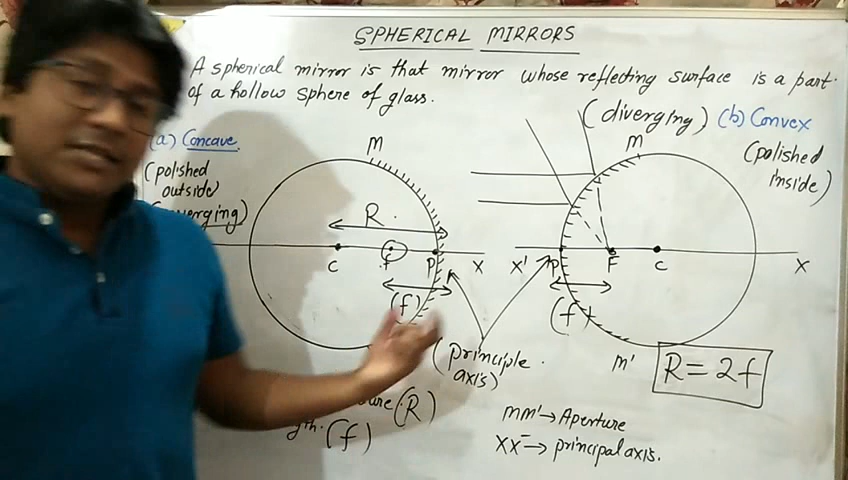 SPHERICAL MIRRORS
A spherical mirror is that mirror whose reflecting surface is a part
of a hollow sphere of glass.
(a) Concave
(polished
outside)
(b) Convex
(diverging)
(polished
inside)
M
R
C
f
P
X
(f)
M
X'
P
F
C
X
(f)
M'
(principle
axis)
R = 2f
(R)
(f)
MM' → Aperture
XX' → principal axis.